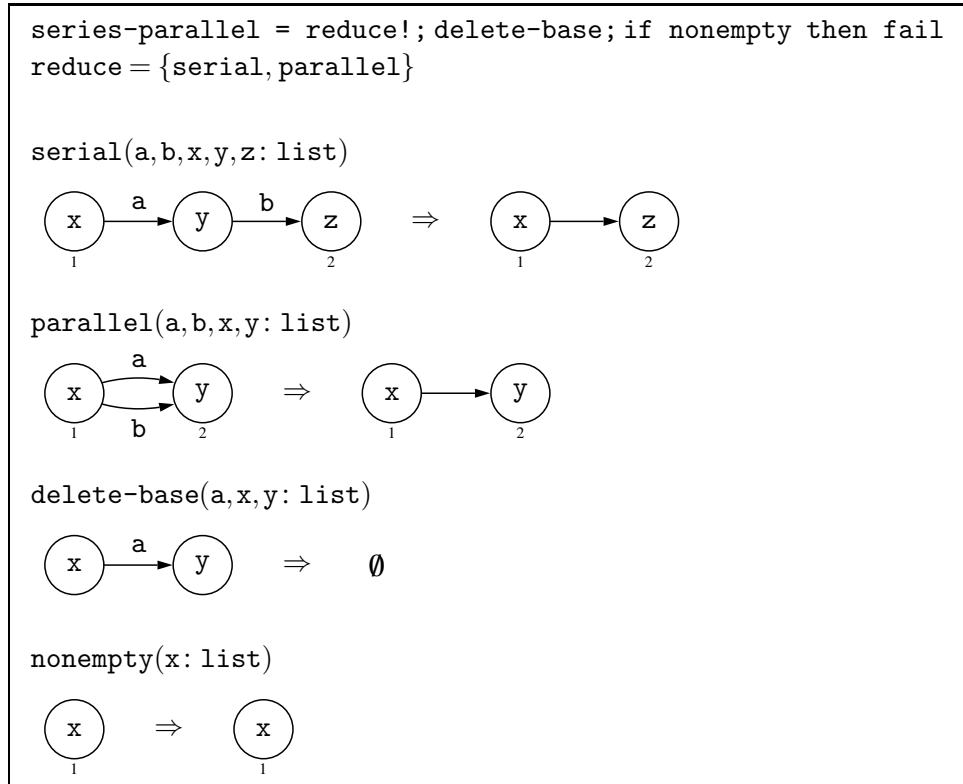 series-parallel = reduce!; delete-base; if nonempty then fail
reduce = {serial, parallel}
serial(a, b, x, y, z: list)
x a y b z ⇒ x z
1 2 1 2
parallel(a, b, x, y: list)
x a b y ⇒ x y
1 2 1 2
delete-base(a, x, y: list)
x a y ⇒ ∅
nonempty(x: list)
x ⇒ x
1 1